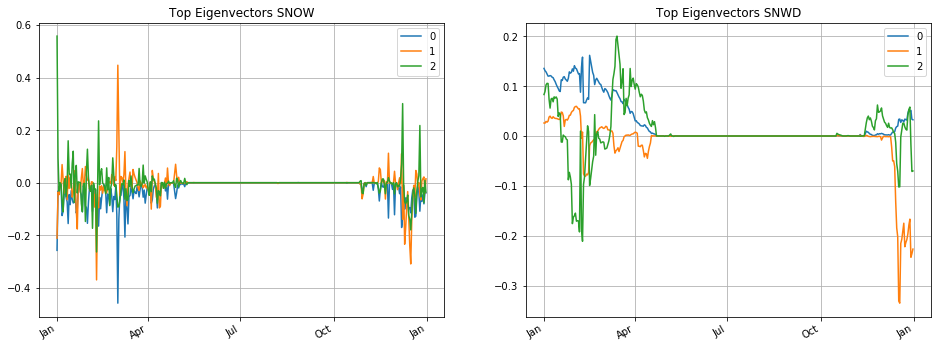 Top Eigenvectors SNOW
0.6
0.4
0.2
0.0
−0.2
−0.4
Jan
Apr
Jul
Oct
Jan
0
1
2
Top Eigenvectors SNWD
0.2
0.1
0.0
−0.1
−0.2
−0.3
Jan
Apr
Jul
Oct
Jan
0
1
2